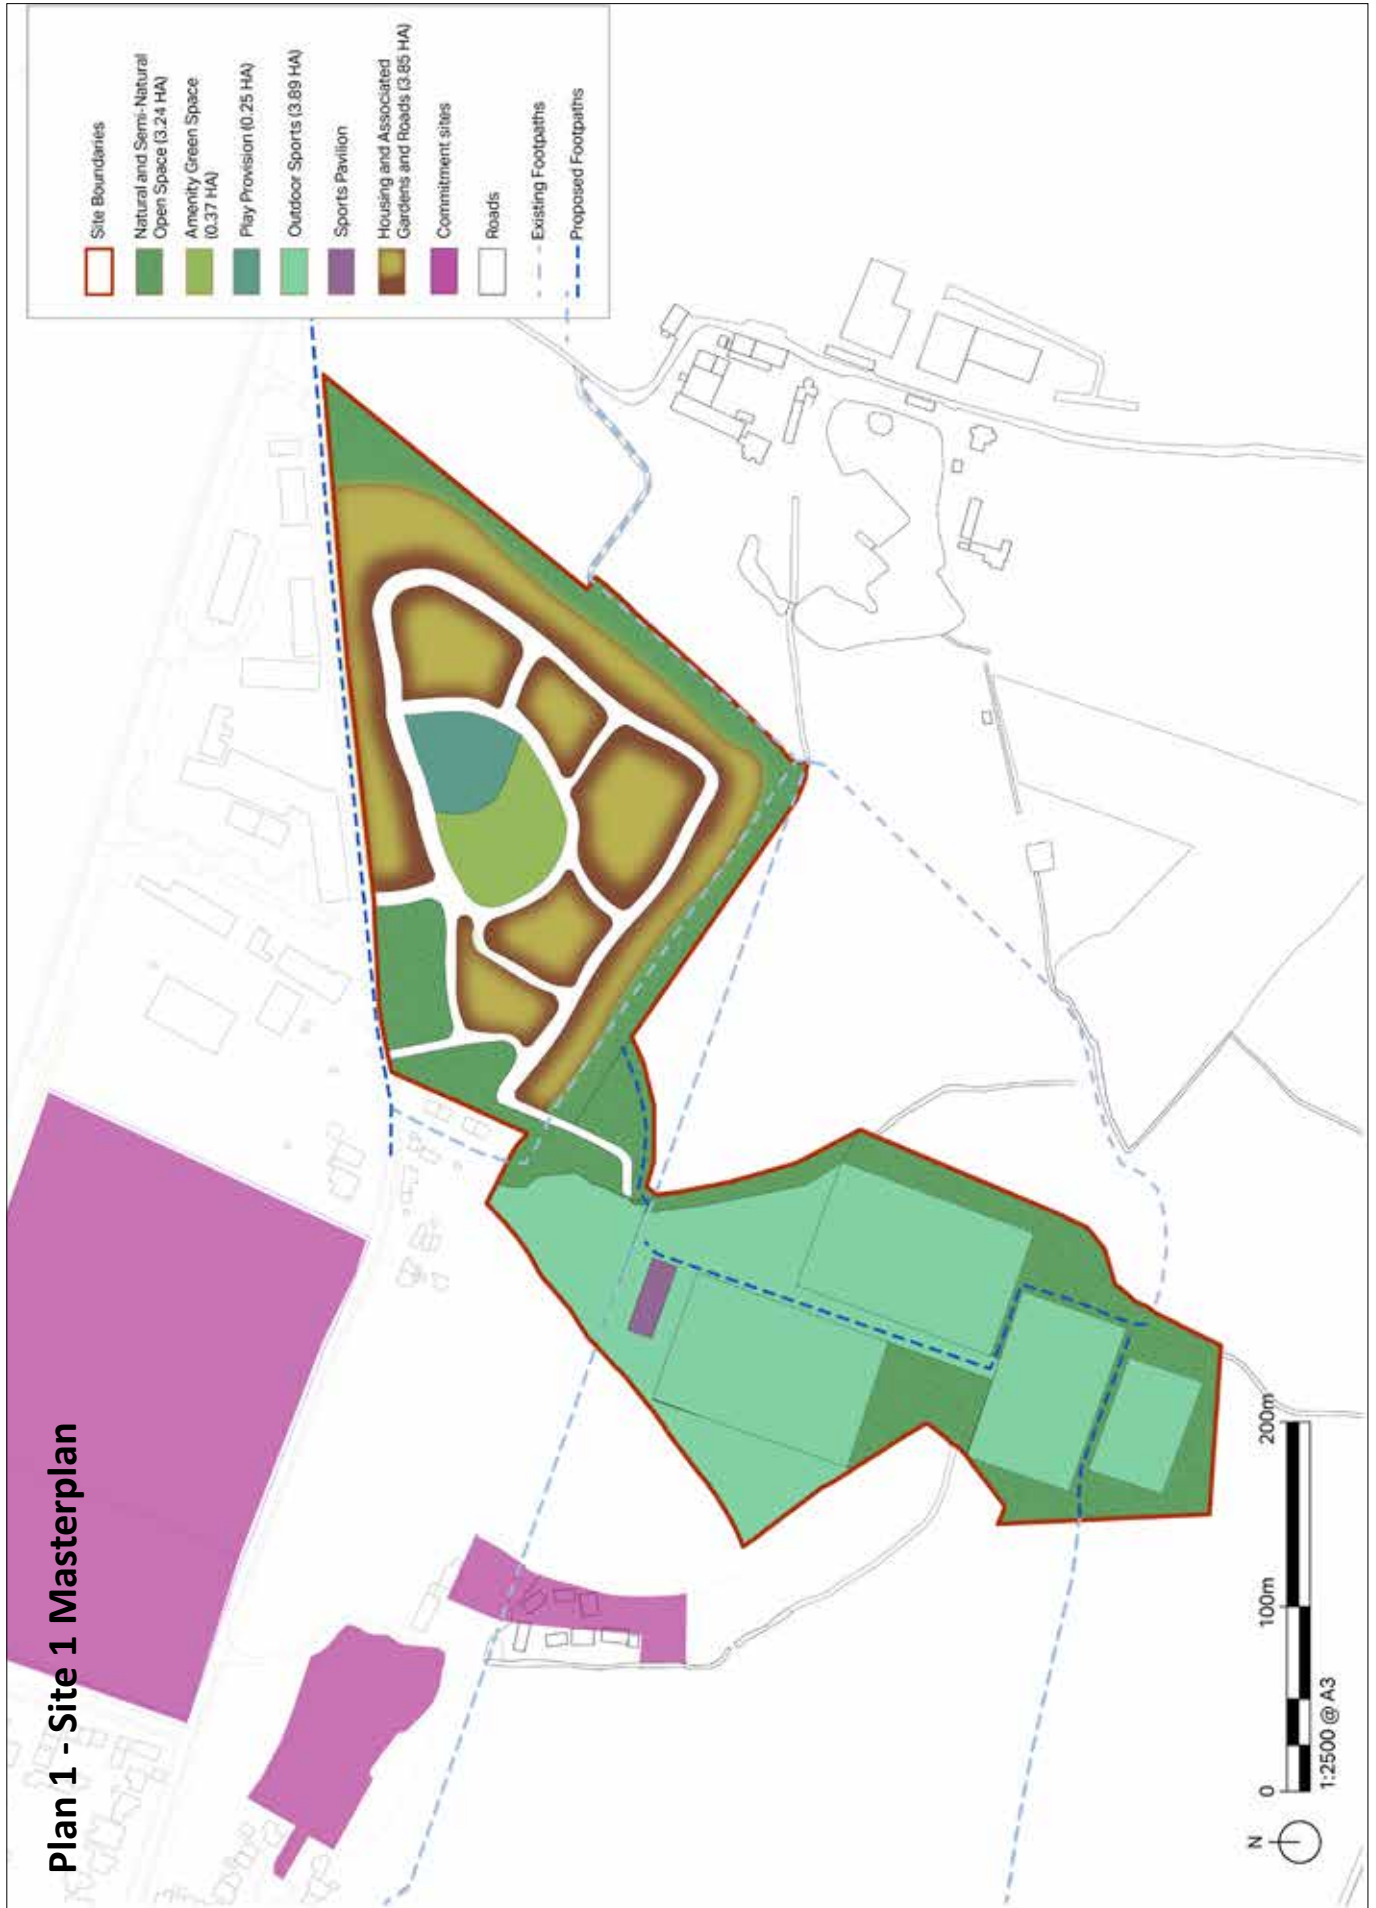 Plan 1 - Site 1 Masterplan
Site Boundaries
Natural and Semi-Natural
Open Space (3.24 HA)
Amenity Green Space
(0.37 HA)
Play Provision (0.25 HA)
Outdoor Sports (3.89 HA)
Sports Pavilion
Housing and Associated
Gardens and Roads (3.85 HA)
Commitment sites
Roads
Existing Footpaths
Proposed Footpaths
N
0
100m
200m
1:2500 @ A3